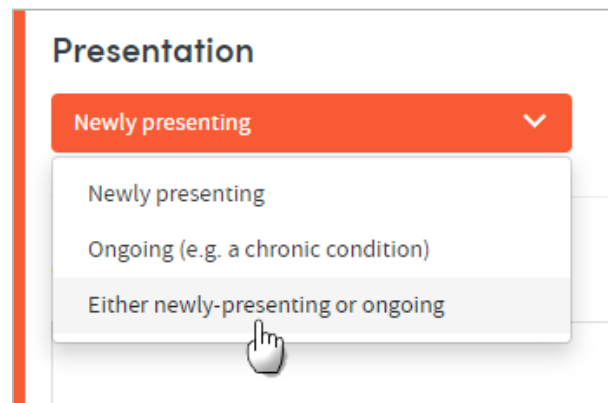 Presentation
Newly presenting
Newly presenting
Ongoing (e.g. a chronic condition)
Either newly-presenting or ongoing